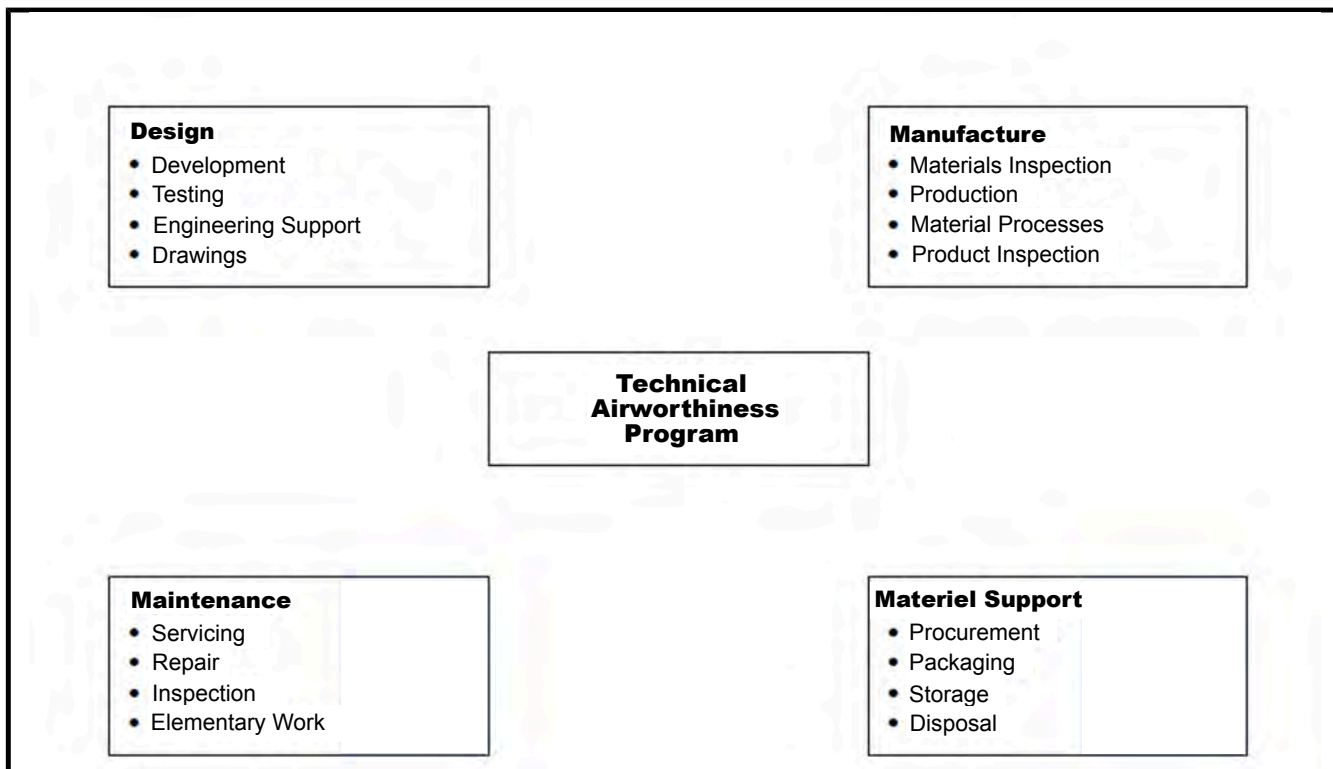 Design
• Development
• Testing
• Engineering Support
• Drawings
Manufacture
• Materials Inspection
• Production
• Material Processes
• Product Inspection
Technical
Airworthiness
Program
Maintenance
• Servicing
• Repair
• Inspection
• Elementary Work
Materiel Support
• Procurement
• Packaging
• Storage
• Disposal